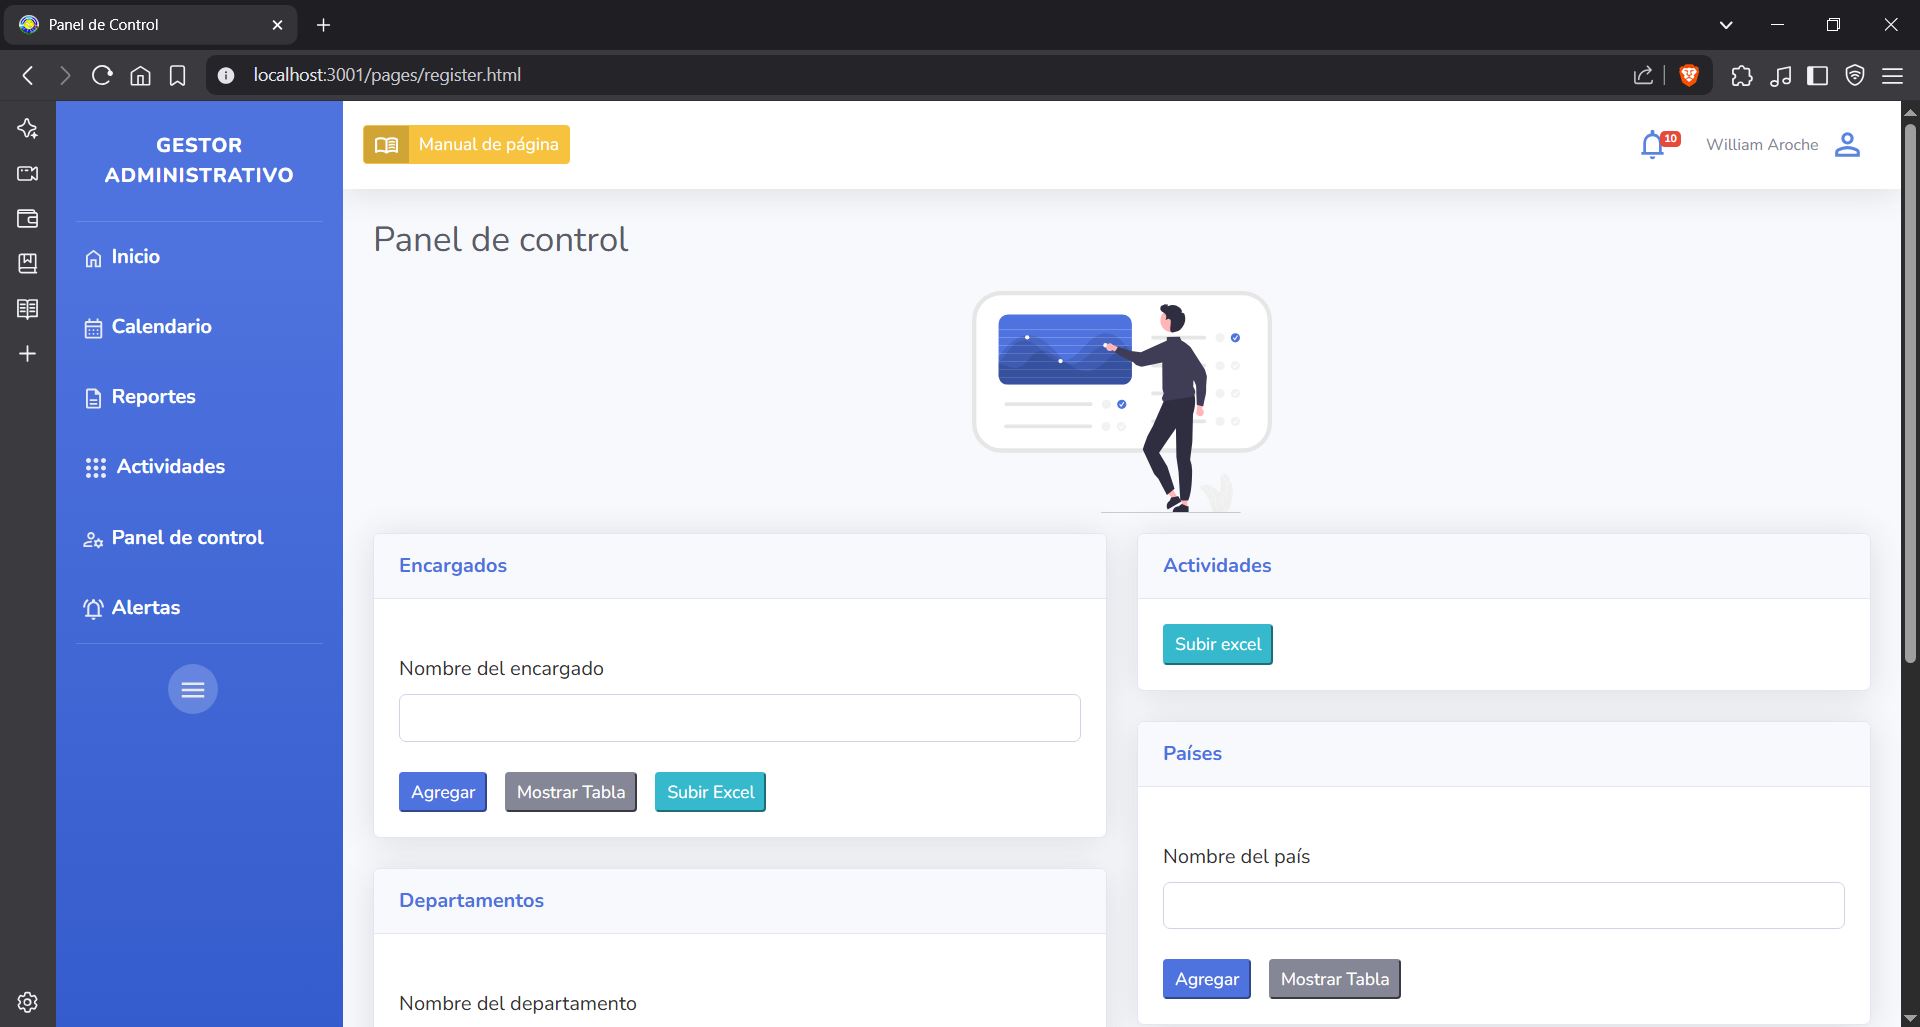 Panel de Control
localhost:3001/pages/register.html
GESTOR
ADMINISTRATIVO
Inicio
Calendario
Reportes
Actividades
Panel de control
Alertas
Manual de página
10
William Aroche
Panel de control
Encargados
Nombre del encargado
Agregar
Mostrar Tabla
Subir Excel
Departamentos
Nombre del departamento
Actividades
Subir excel
Países
Nombre del país
Agregar
Mostrar Tabla